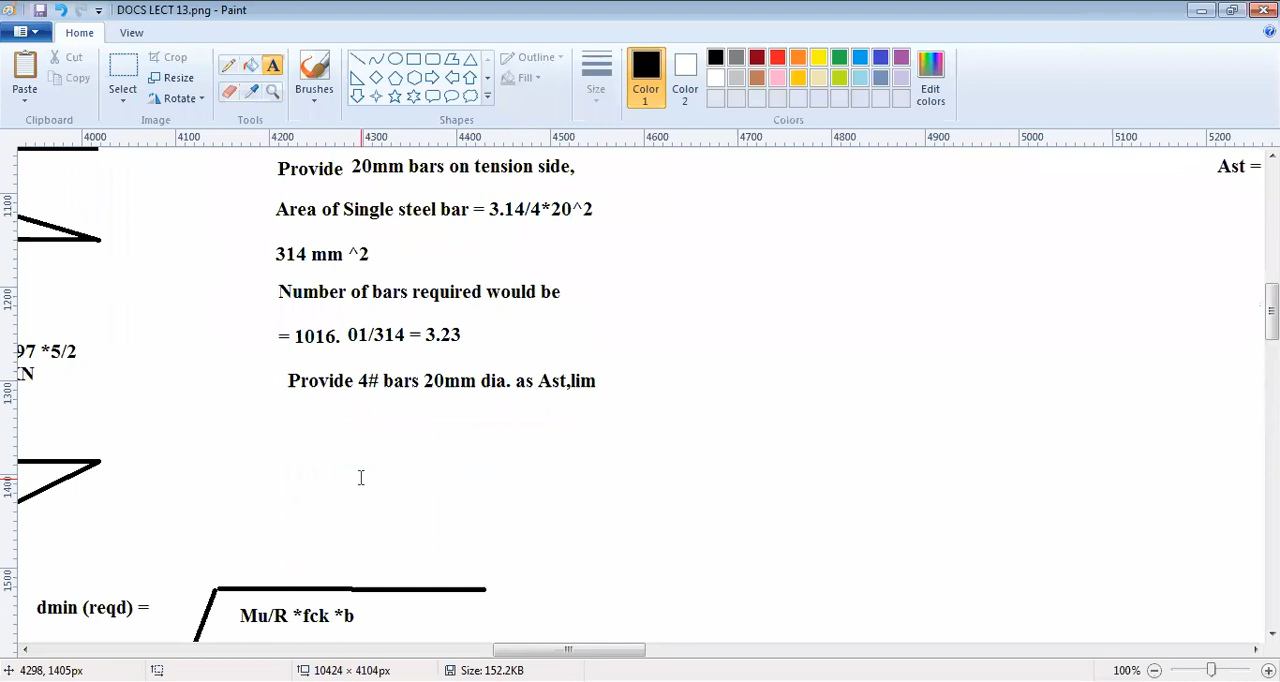 DOCS LECT 13.png - Paint
Home
View
Paste
Cut
Copy
Clipboard
Select
Crop
Resize
Rotate
Image
A
Tools
Brushes
Outline
Fill
Shapes
Size
Color 1
Color 2
Edit colors
Colors
4000 4100 4200 4300 4400 4500 4600 4700 4800 4900 5000 5100 5200
1100
1200
1300
1400
1500
Provide 20mm bars on tension side,
Ast =
Area of Single steel bar = 3.14/4*20^2
314 mm ^2
Number of bars required would be
= 1016. 01/314 = 3.23
97 *5/2
Provide 4# bars 20mm dia. as Ast,lim
dmin (reqd) =
Mu/R *fck *b
4298, 1405px
10424 × 4104px
Size: 152.2KB
100%